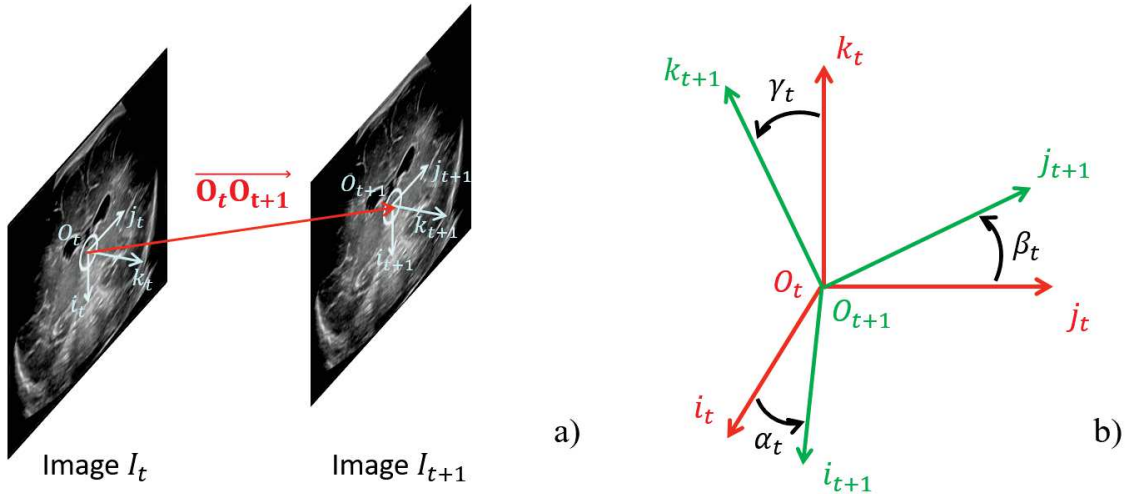 O_t
j_t
k_t
i_t
Image I_t
O_tO_{t+1}
O_{t+1}
j_{t+1}
k_{t+1}
i_{t+1}
Image I_{t+1}
a)
k_t
k_{t+1}
γ_t
j_{t+1}
β_t
O_t
O_{t+1}
j_t
i_t
α_t
i_{t+1}
b)